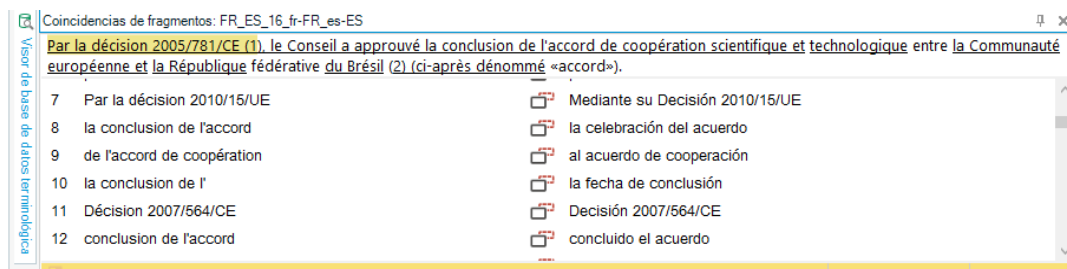 Coincidencias de fragmentos: FR_ES_16_fr-FR_es-ES
Visor de base de datos terminológica
Par la décision 2005/781/CE (1), le Conseil a approuvé la conclusion de l'accord de coopération scientifique et technologique entre la Communauté
européenne et la République fédérative du Brésil (2) (ci-après dénommé «accord»).
7 Par la décision 2010/15/UE Mediante su Decisión 2010/15/UE
8 la conclusion de l'accord la celebración del acuerdo
9 de l'accord de coopération al acuerdo de cooperación
10 la conclusion de l' la fecha de conclusión
11 Décision 2007/564/CE Decisión 2007/564/CE
12 conclusion de l'accord concluido el acuerdo